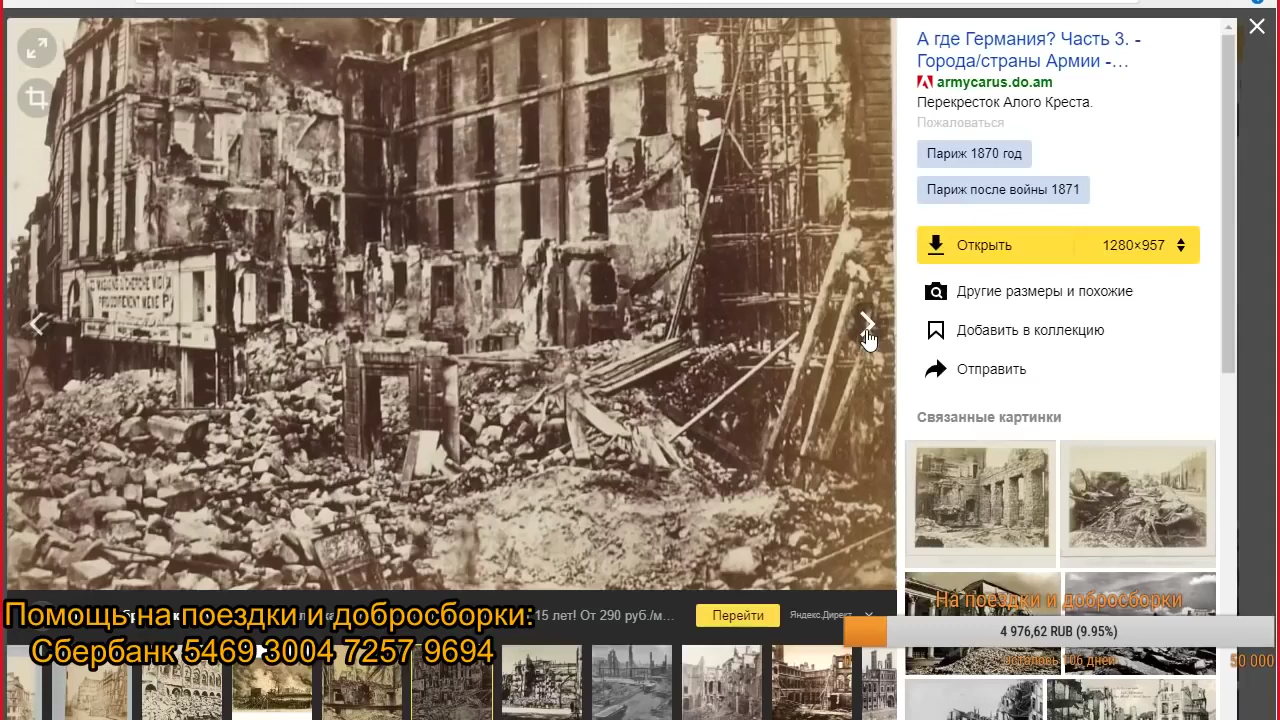 А где Германия? Часть 3. -
Города/страны Армии -…
armycarus.do.am
Перекресток Алого Креста.
Пожаловаться
Париж 1870 год
Париж после войны 1871
Открыть 1280×957
Другие размеры и похожие
Добавить в коллекцию
Отправить
Связанные картинки
15 лет! От 290 руб./м…
Перейти
Яндекс.Директ
Помощь на поездки и добросборки:
Сбербанк 5469 3004 7257 9694
На поездки и добросборки
4 976,62 RUB (9.95%)
50 000